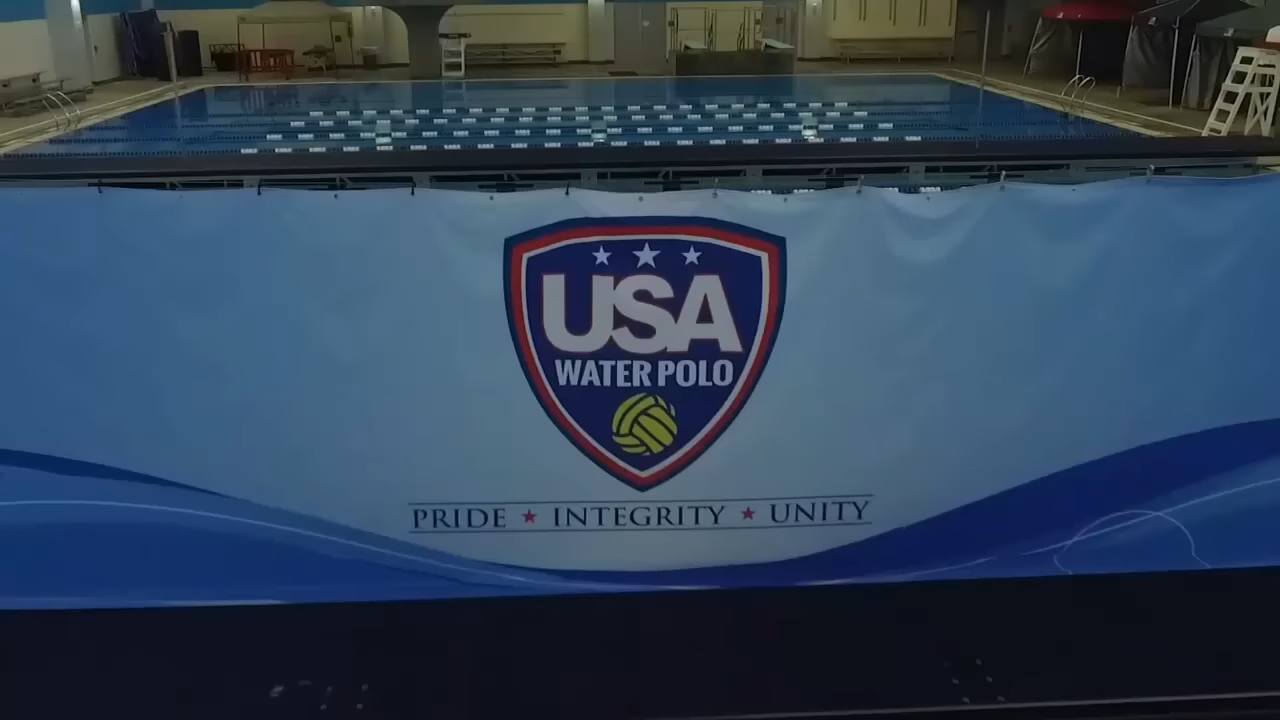 USA
WATER POLO
PRIDE ★ INTEGRITY ★ UNITY